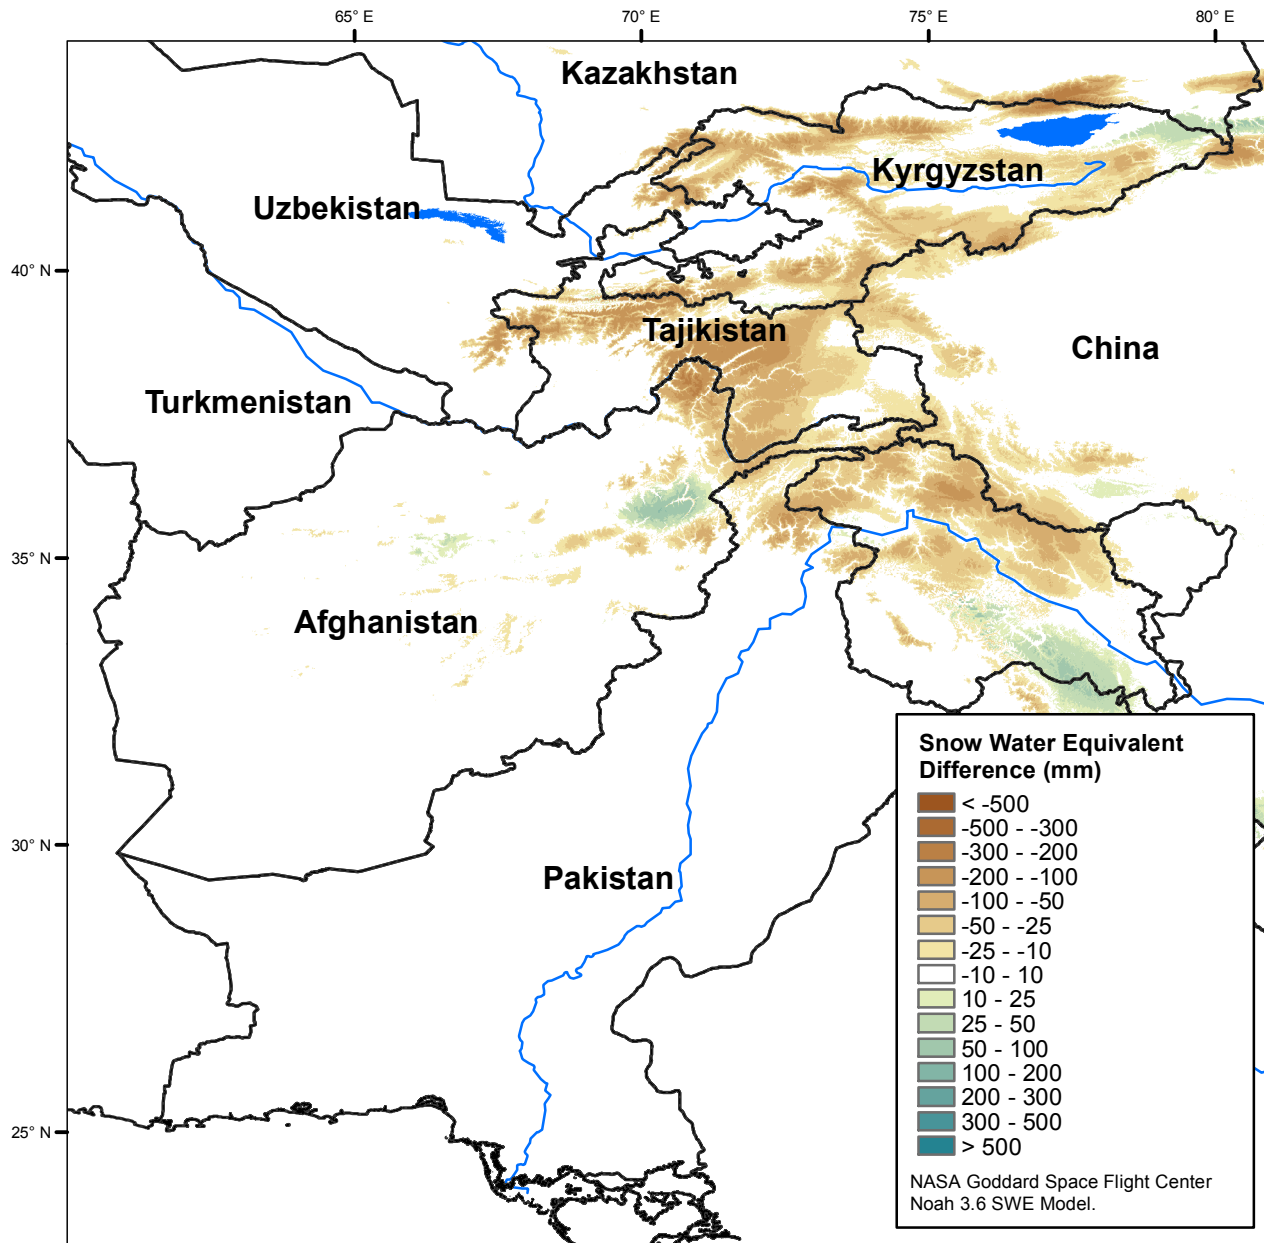 65° E
70° E
75° E
80° E
Kazakhstan
Kyrgyzstan
Uzbekistan
40° N
Tajikistan
China
Turkmenistan
35° N
Afghanistan
Snow Water Equivalent
Difference (mm)
< -500
-500 - -300
-300 - -200
-200 - -100
-100 - -50
-50 - -25
-25 - -10
-10 - 10
10 - 25
25 - 50
50 - 100
100 - 200
200 - 300
300 - 500
> 500
NASA Goddard Space Flight Center
Noah 3.6 SWE Model.
30° N
Pakistan
25° N